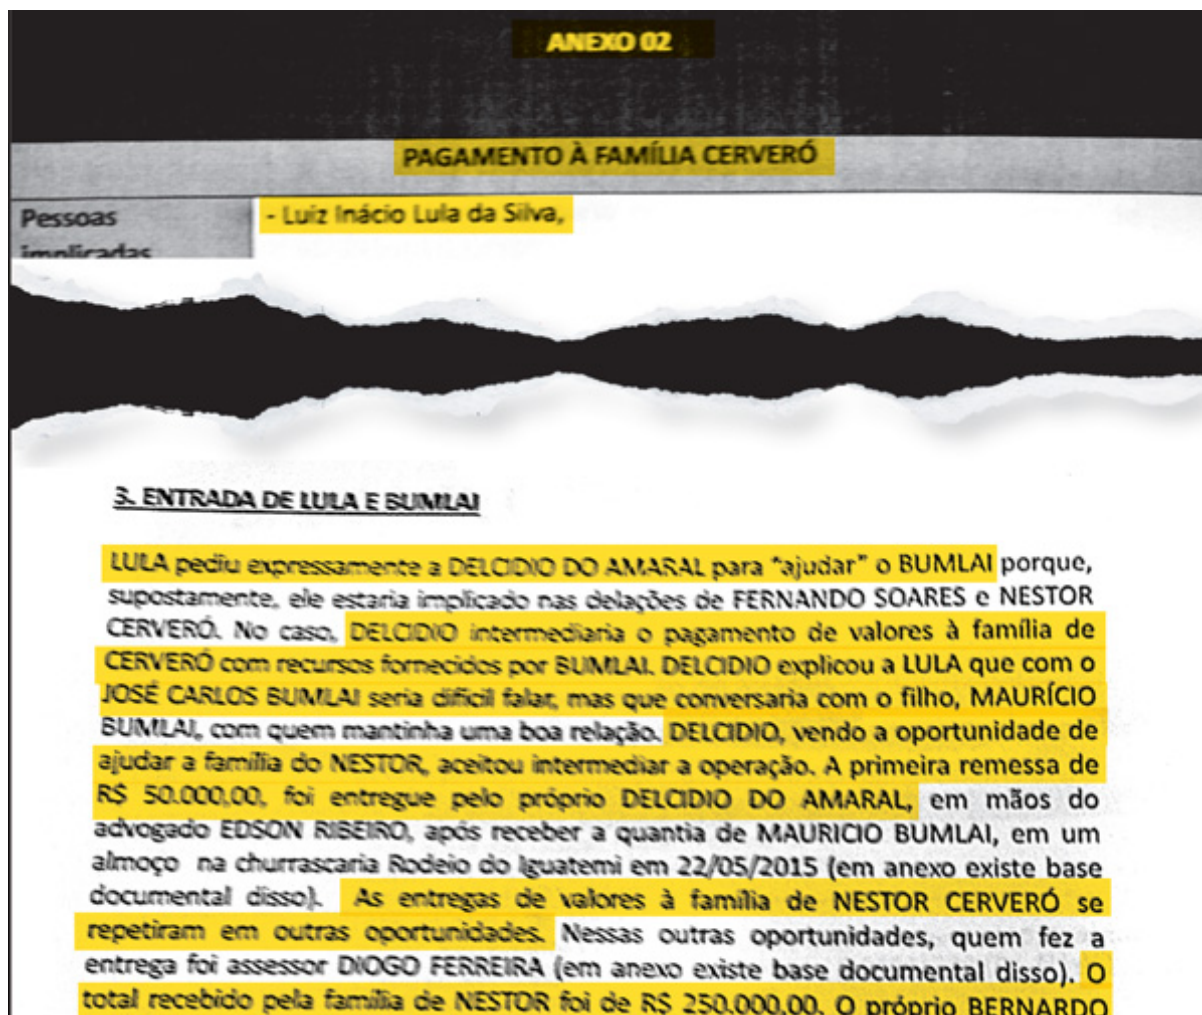 ANEXO 02
PAGAMENTO À FAMÍLIA CERVERÓ
Pessoas
implicadas
- Luiz Inácio Lula da Silva,
3. ENTRADA DE LULA E BUMLAI
LULA pediu expressamente a DELCIDIO DO AMARAL para “ajudar” o BUMLAI porque,
supostamente, ele estaria implicado nas delações de FERNANDO SOARES e NESTOR
CERVERÓ. No caso, DELCIDIO intermediaria o pagamento de valores à família de
CERVERÓ com recursos fornecidos por BUMLAI. DELCIDIO explicou a LULA que com o
JOSÉ CARLOS BUMLAI seria difícil falar, mas que conversaria com o filho, MAURÍCIO
BUMLAI, com quem mantinha uma boa relação. DELCIDIO, vendo a oportunidade de
ajudar a família do NESTOR, aceitou intermediar a operação. A primeira remessa de
R$ 50.000,00, foi entregue pelo próprio DELCIDIO DO AMARAL, em mãos do
advogado EDSON RIBEIRO, após receber a quantia de MAURICIO BUMLAI, em um
almoço na churrascaria Rodeio do Iguatemi em 22/05/2015 (em anexo existe base
documental disso). As entregas de valores à família de NESTOR CERVERÓ se
repetiram em outras oportunidades. Nessas outras oportunidades, quem fez a
entrega foi assessor DIOGO FERREIRA (em anexo existe base documental disso). O
total recebido pela família de NESTOR foi de R$ 250.000,00. O próprio BERNARDO